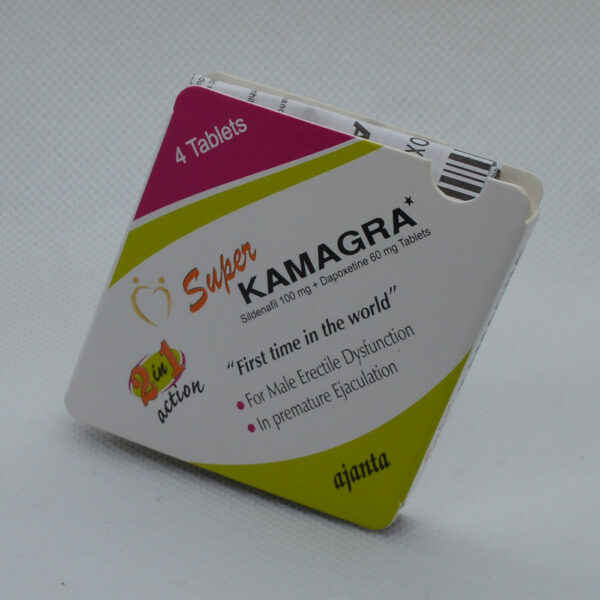 4 Tablets
Super
KAMAGRA*
Sildenafil 100 mg + Dapoxetine 60 mg Tablets
2 in 1
action
"First time in the world"
• For Male Erectile Dysfunction
• In premature Ejaculation
ajanta